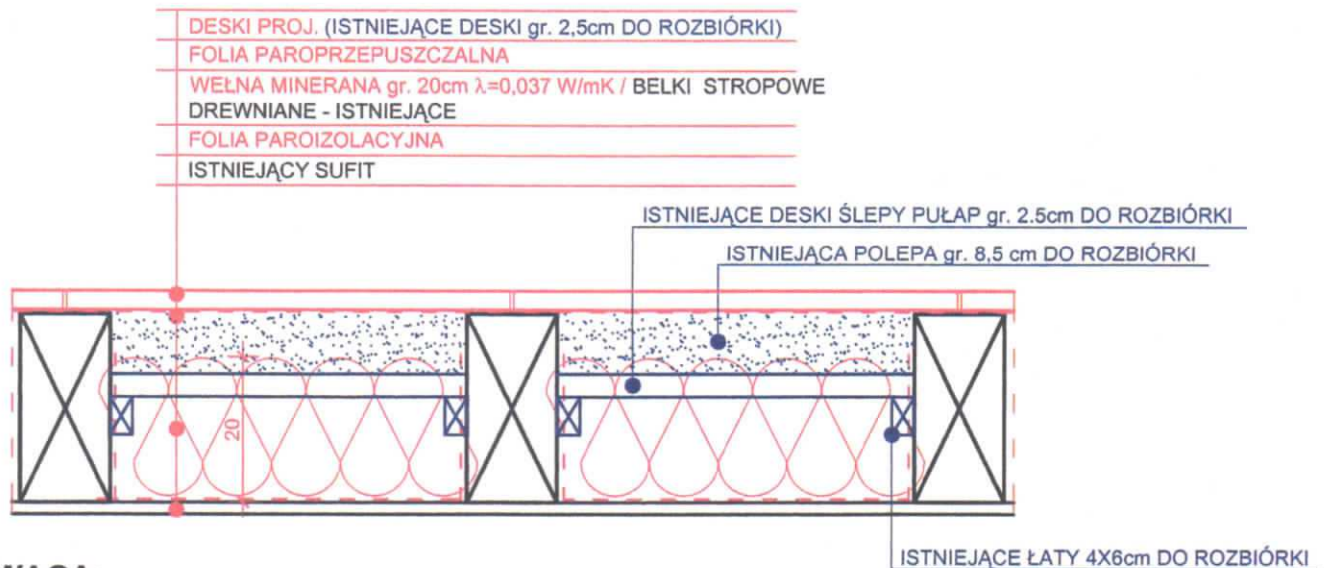 DESKI PROJ. (ISTNIEJĄCE DESKI gr. 2,5cm DO ROZBIÓRKI)
FOLIA PAROPRZEPUSZCZALNA
WEŁNA MINERANA gr. 20cm λ=0,037 W/mK / BELKI STROPOWE
DREWNIANE - ISTNIEJĄCE
FOLIA PAROIZOLACYJNA
ISTNIEJĄCY SUFIT
ISTNIEJĄCE DESKI ŚLEPY PUŁAP gr. 2.5cm DO ROZBIÓRKI
ISTNIEJĄCA POLEPA gr. 8,5 cm DO ROZBIÓRKI
20
ISTNIEJĄCE ŁATY 4X6cm DO ROZBIÓRKI